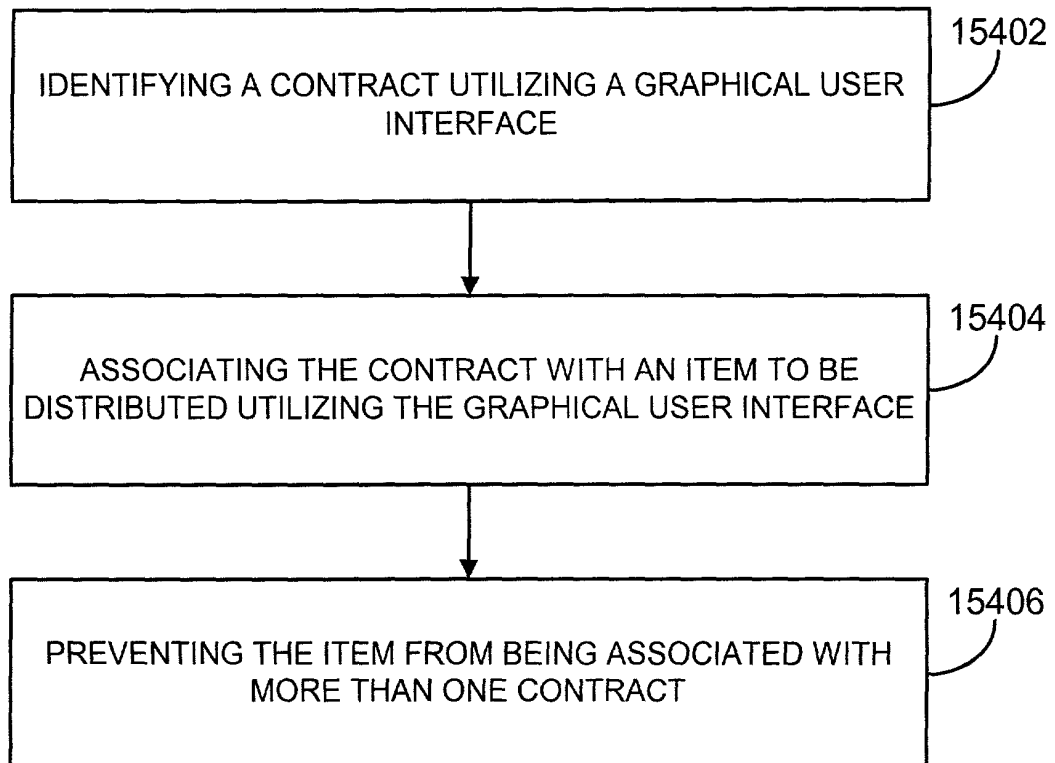 15402
IDENTIFYING A CONTRACT UTILIZING A GRAPHICAL USER
INTERFACE
15404
ASSOCIATING THE CONTRACT WITH AN ITEM TO BE
DISTRIBUTED UTILIZING THE GRAPHICAL USER INTERFACE
15406
PREVENTING THE ITEM FROM BEING ASSOCIATED WITH
MORE THAN ONE CONTRACT